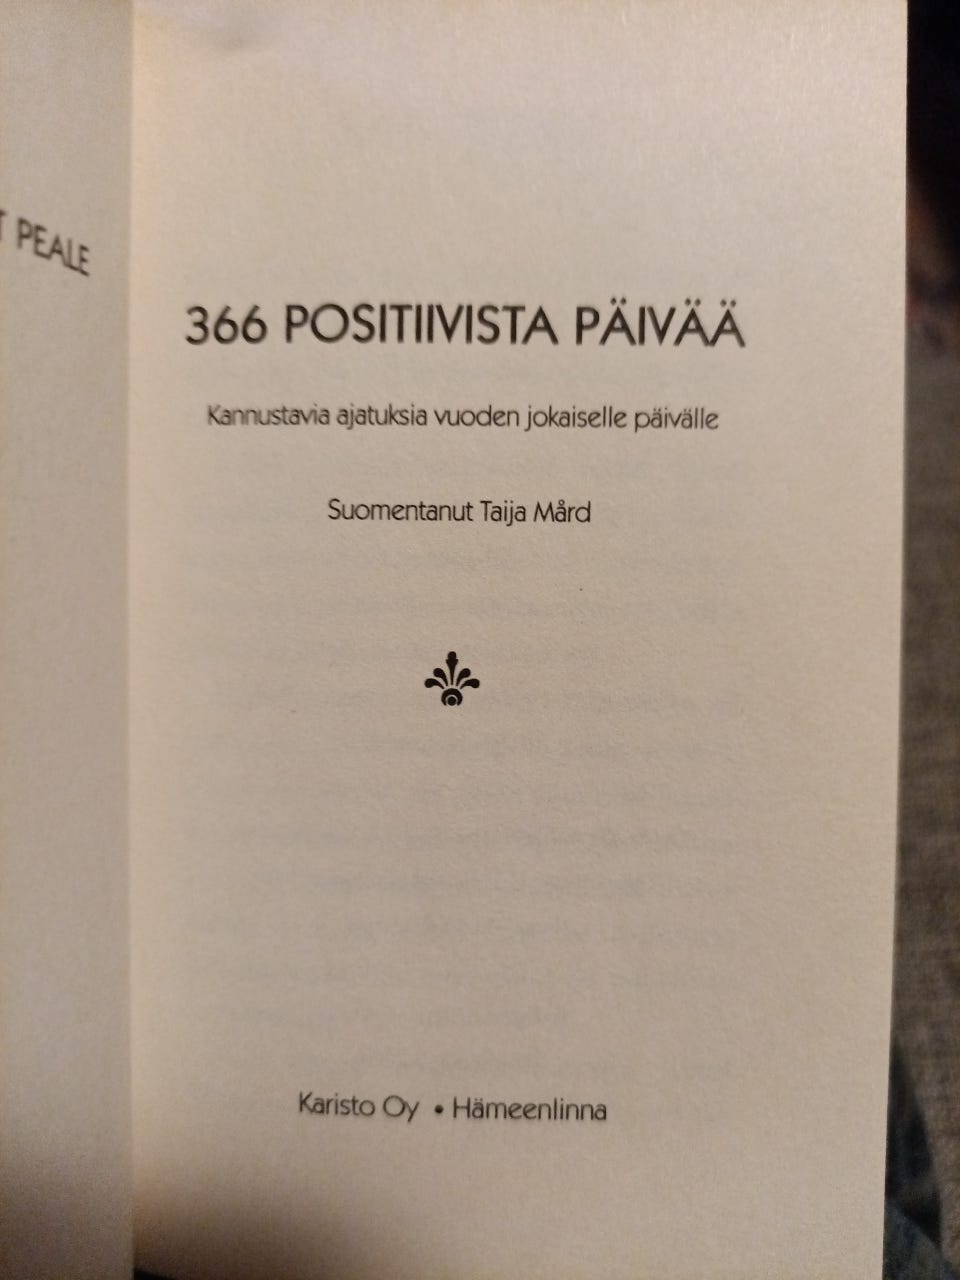 PEALE
366 POSITIIVISTA PÄIVÄÄ
Kannustavia ajatuksia vuoden jokaiselle päivälle
Suomentanut Taija Mård
Karisto Oy • Hämeenlinna